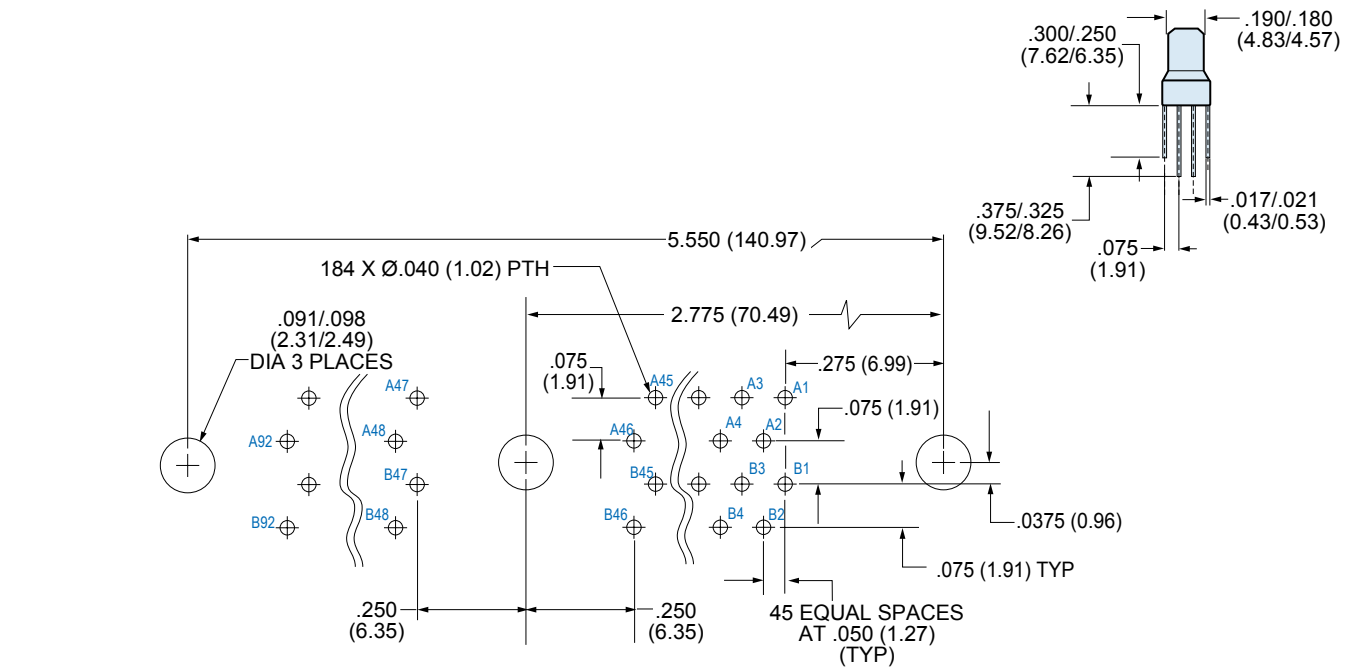 .190/.180
(4.83/4.57)
.300/.250
(7.62/6.35)
.375/.325
(9.52/8.26)
.017/.021
(0.43/0.53)
.075
(1.91)
5.550 (140.97)
184 X Ø.040 (1.02) PTH
2.775 (70.49)
.091/.098
(2.31/2.49)
DIA 3 PLACES
.075
(1.91)
.275 (6.99)
A47
A45
A3
A1
.075 (1.91)
A92
A48
A46
A4
A2
B47
B45
B3
B1
B92
B48
B46
B4
B2
.0375 (0.96)
.075 (1.91) TYP
.250
(6.35)
.250
(6.35)
45 EQUAL SPACES
AT .050 (1.27)
(TYP)